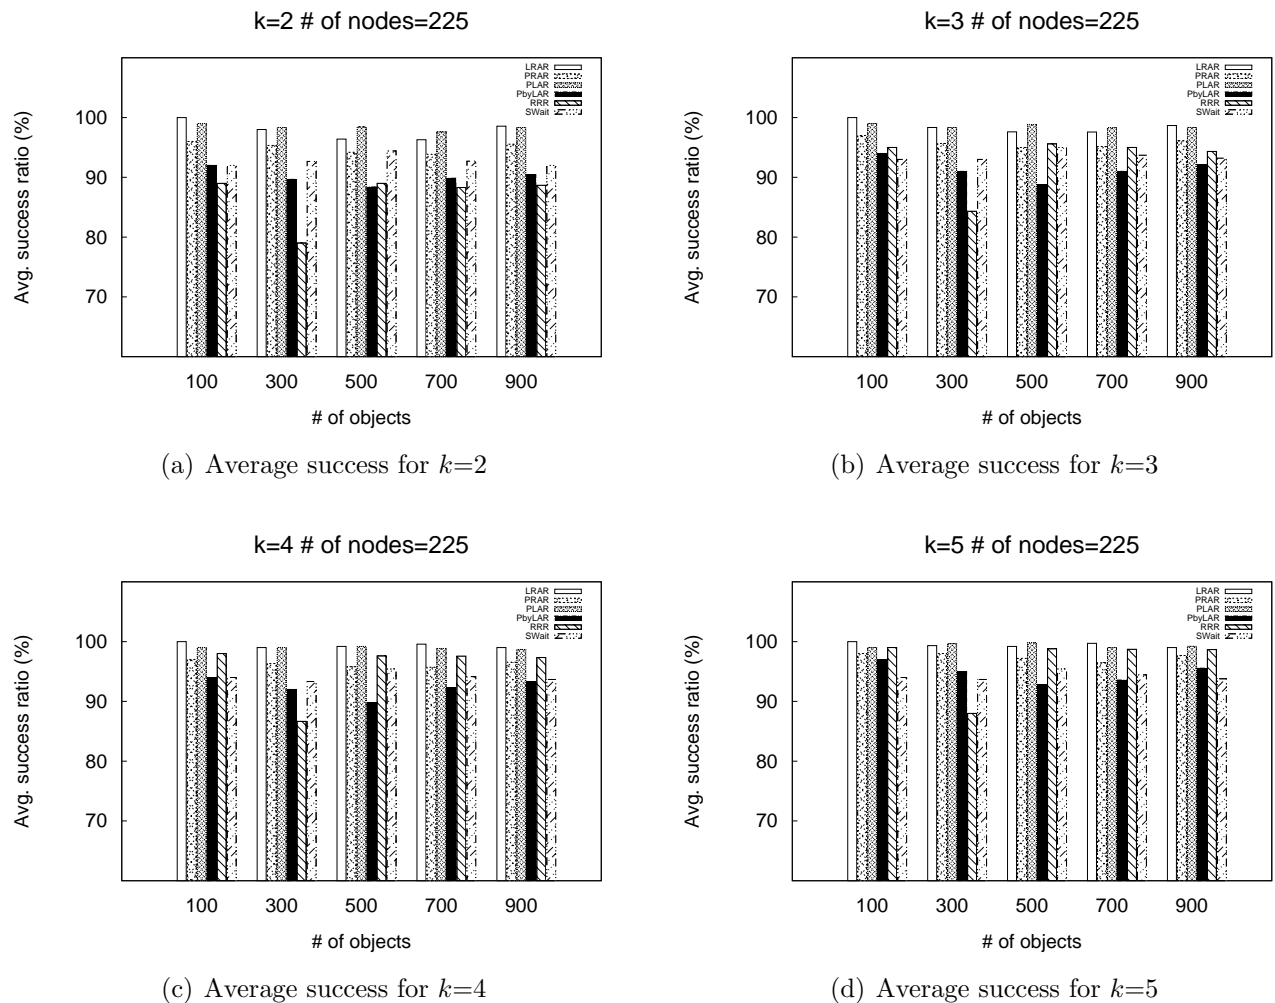 k=2 # of nodes=225
Avg. success ratio (%)
100
90
80
70
LRAR
PRAR
PLAR
PbyLAR
RRR
SWait
100 300 500 700 900
# of objects
(a) Average success for k=2
k=3 # of nodes=225
Avg. success ratio (%)
100
90
80
70
LRAR
PRAR
PLAR
PbyLAR
RRR
SWait
100 300 500 700 900
# of objects
(b) Average success for k=3
k=4 # of nodes=225
Avg. success ratio (%)
100
90
80
70
LRAR
PRAR
PLAR
PbyLAR
RRR
SWait
100 300 500 700 900
# of objects
(c) Average success for k=4
k=5 # of nodes=225
Avg. success ratio (%)
100
90
80
70
LRAR
PRAR
PLAR
PbyLAR
RRR
SWait
100 300 500 700 900
# of objects
(d) Average success for k=5